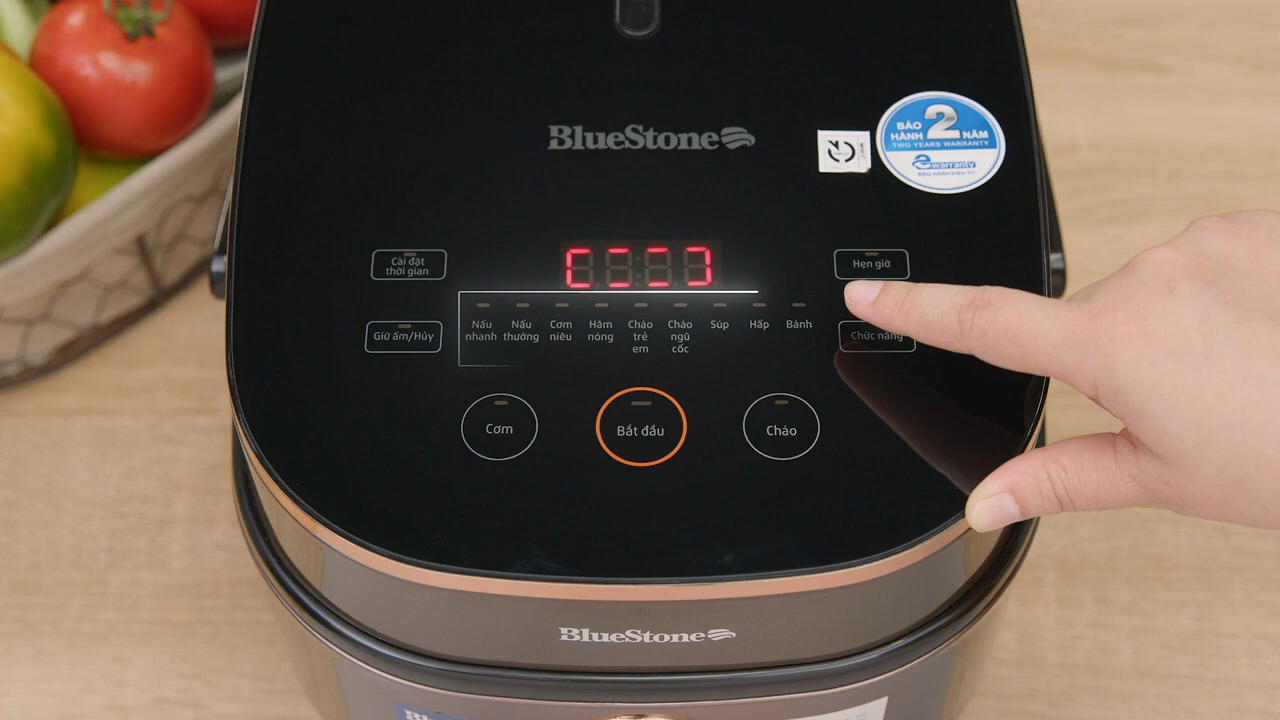 BlueStone
BẢO HÀNH 2 NĂM
TWO YEARS WARRANTY
ewarranty
BẢO HÀNH ĐIỆN TỬ
Cài đặt
thời gian
Hẹn giờ
Giữ ấm/Hủy
Nấu nhanh
Nấu thường
Cơm niêu
Hâm nóng
Cháo trẻ em
Cháo ngũ cốc
Súp
Hấp
Bánh
Chức năng
Cơm
Bắt đầu
Cháo
BlueStone